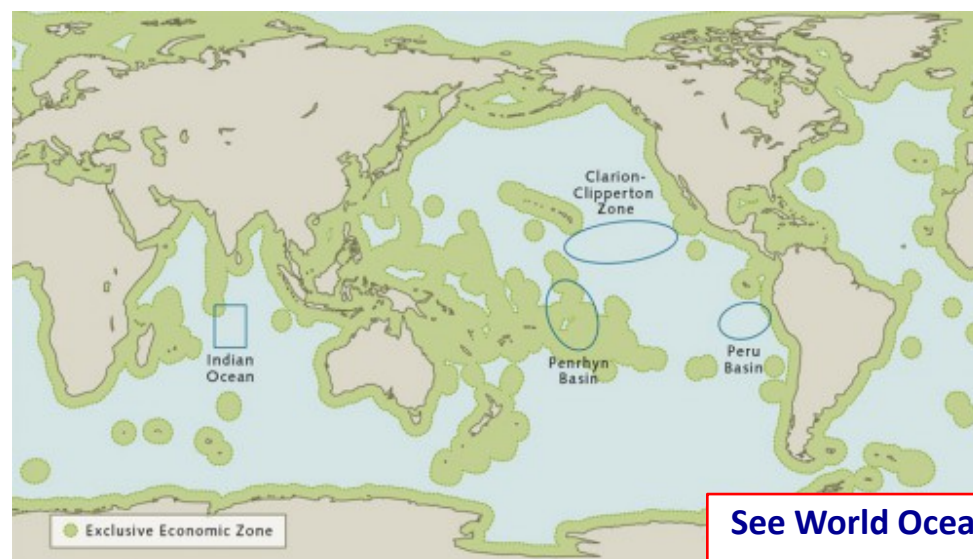 Clarion-
Clipperton
Zone
Indian
Ocean
Penrhyn
Basin
Peru
Basin
Exclusive Economic Zone
See World Ocea